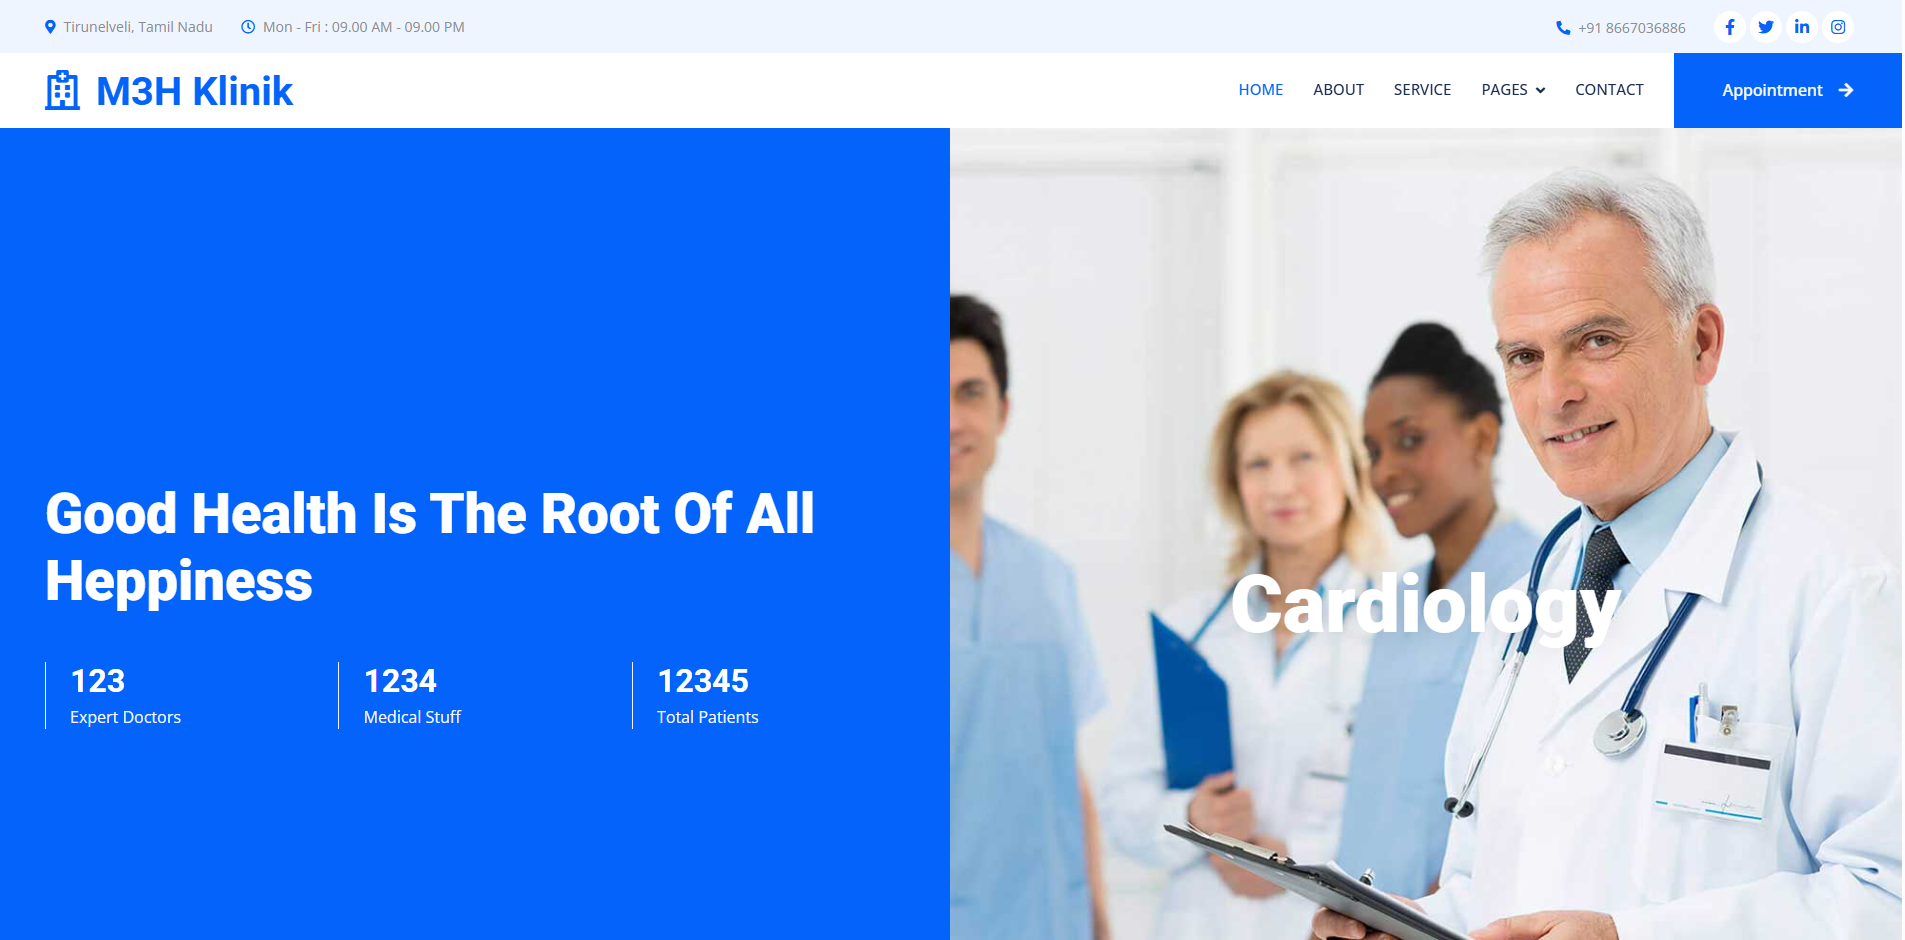 Tirunelveli, Tamil Nadu
Mon - Fri : 09.00 AM - 09.00 PM
+91 8667036886
M3H Klinik
HOME
ABOUT
SERVICE
PAGES
CONTACT
Appointment
Good Health Is The Root Of All
Heppiness
123
Expert Doctors
1234
Medical Stuff
12345
Total Patients
Cardiology